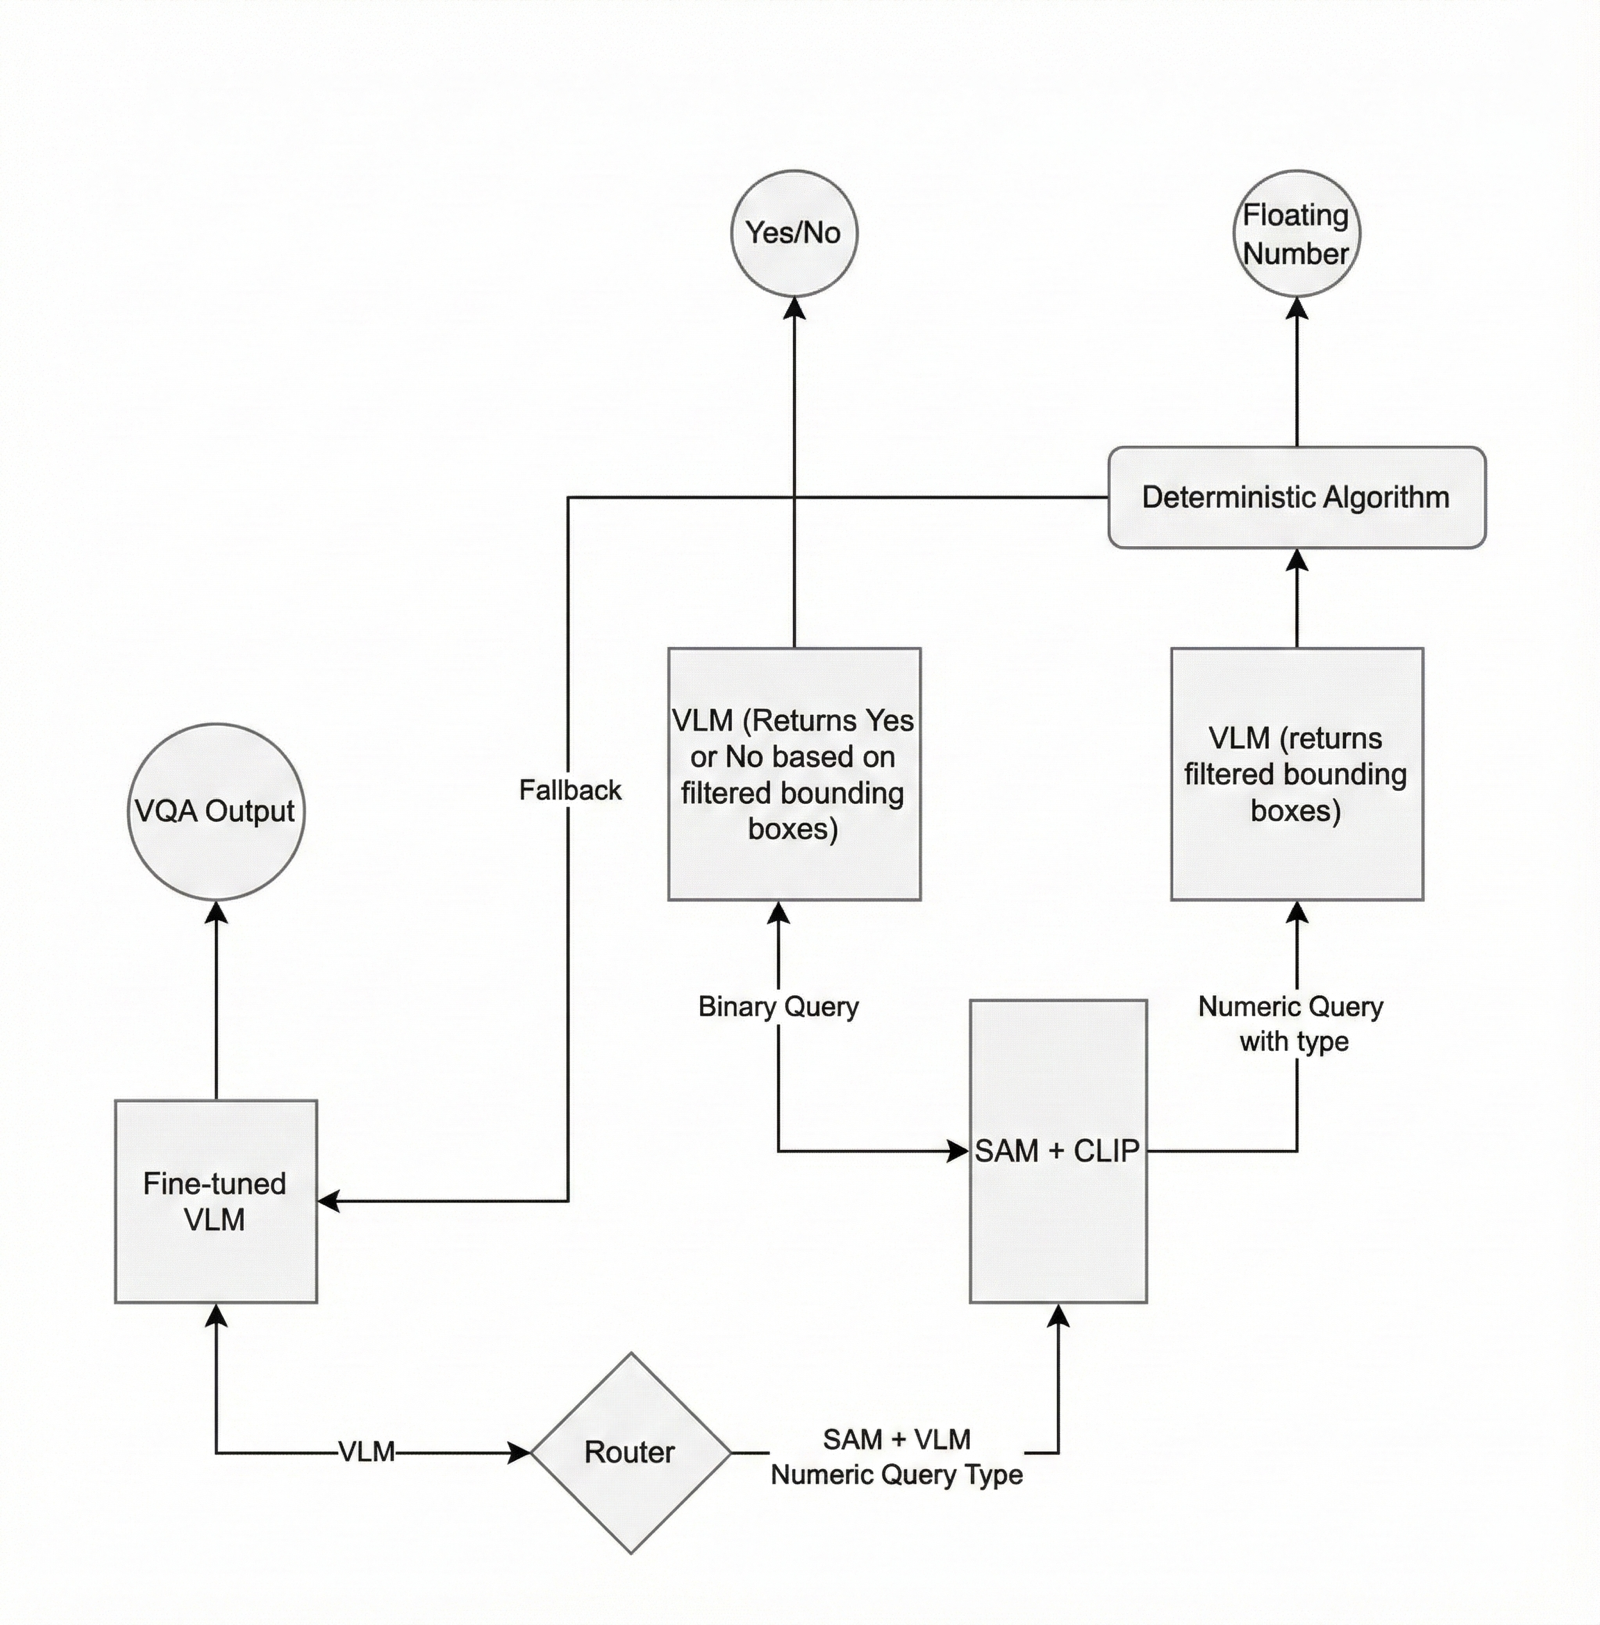 Yes/No
Floating
Number
Deterministic Algorithm
VLM (Returns Yes
or No based on
filtered bounding
boxes)
VLM (returns
filtered bounding
boxes)
Fallback
VQA Output
Binary Query
Numeric Query
with type
SAM + CLIP
Fine-tuned
VLM
VLM
Router
SAM + VLM
Numeric Query Type